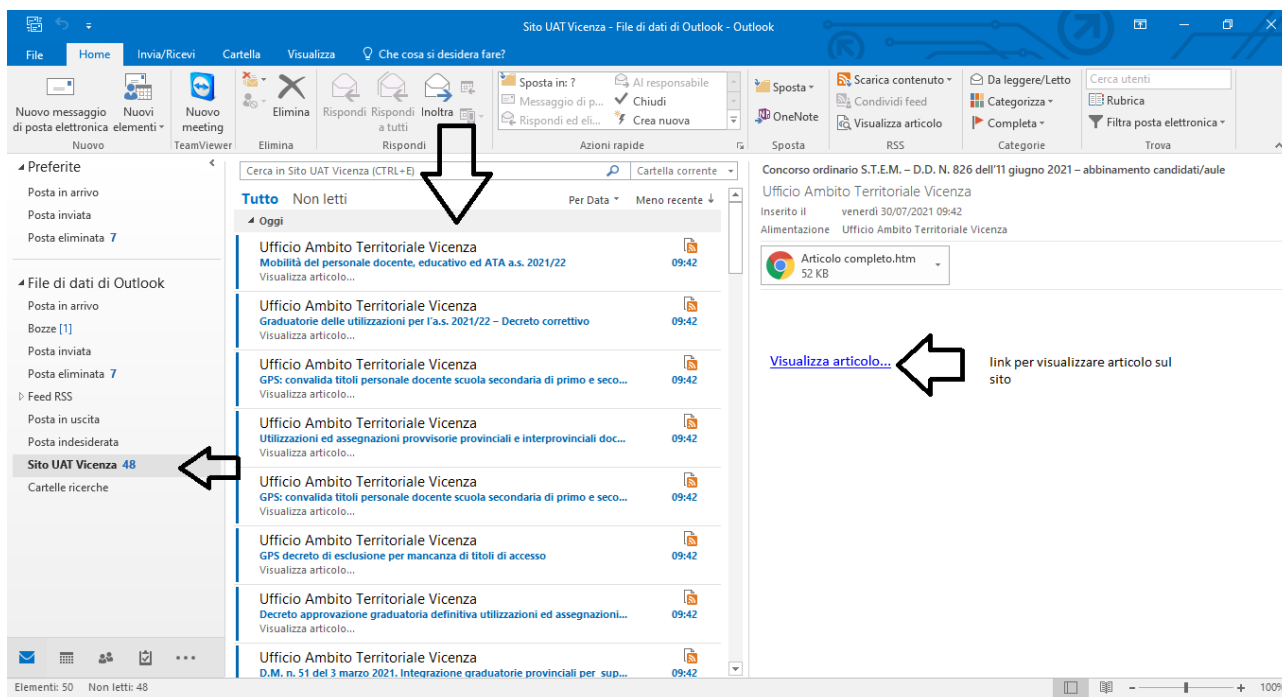 Sito UAT Vicenza - File di dati di Outlook - Outlook
File Home Invia/Ricevi Cartella Visualizza Che cosa si desidera fare?
Nuovo messaggio di posta elettronica
Nuovi elementi
Nuovo meeting
Elimina
Rispondi
Rispondi a tutti
Inoltra
Sposta in: ?
Messaggio di p...
Rispondi ed eli...
Al responsabile
Chiudi
Crea nuova
Sposta
OneNote
Scarica contenuto
Condividi feed
Visualizza articolo
Da leggere/Letto
Categorizza
Completa
Cerca utenti
Rubrica
Filtra posta elettronica
Nuovo TeamViewer Elimina Rispondi Azioni rapide Sposta RSS Categorie Trova
Preferite
Posta in arrivo
Posta inviata
Posta eliminata 7
File di dati di Outlook
Posta in arrivo
Bozze [1]
Posta inviata
Posta eliminata 7
Feed RSS
Posta in uscita
Posta indesiderata
Sito UAT Vicenza 48
Cartelle ricerche
Cerca in Sito UAT Vicenza (CTRL+E) Cartella corrente
Tutto Non letti Per Data Meno recente
Oggi
Ufficio Ambito Territoriale Vicenza
Mobilità del personale docente, educativo ed ATA a.s. 2021/22 09:42
Visualizza articolo...
Ufficio Ambito Territoriale Vicenza
Graduatorie delle utilizzazioni per l'a.s. 2021/22 – Decreto correttivo 09:42
Visualizza articolo...
Ufficio Ambito Territoriale Vicenza
GPS: convalida titoli personale docente scuola secondaria di primo e seco... 09:42
Visualizza articolo...
Ufficio Ambito Territoriale Vicenza
Utilizzazioni ed assegnazioni provvisorie provinciali e interprovinciali doc... 09:42
Visualizza articolo...
Ufficio Ambito Territoriale Vicenza
GPS: convalida titoli personale docente scuola secondaria di primo e seco... 09:42
Visualizza articolo...
Ufficio Ambito Territoriale Vicenza
GPS decreto di esclusione per mancanza di titoli di accesso 09:42
Visualizza articolo...
Ufficio Ambito Territoriale Vicenza
Decreto approvazione graduatoria definitiva utilizzazioni ed assegnazioni... 09:42
Visualizza articolo...
Ufficio Ambito Territoriale Vicenza
D.M. n. 51 del 3 marzo 2021. Integrazione graduatorie provinciali per sup... 09:42
Concorso ordinario S.T.E.M. – D.D. N. 826 dell'11 giugno 2021 – abbinamento candidati/aule
Ufficio Ambito Territoriale Vicenza
Inserito il venerdì 30/07/2021 09:42
Alimentazione Ufficio Ambito Territoriale Vicenza
Articolo completo.htm
52 KB
Visualizza articolo...
link per visualizzare articolo sul
sito
Elementi: 50 Non letti: 48
100%